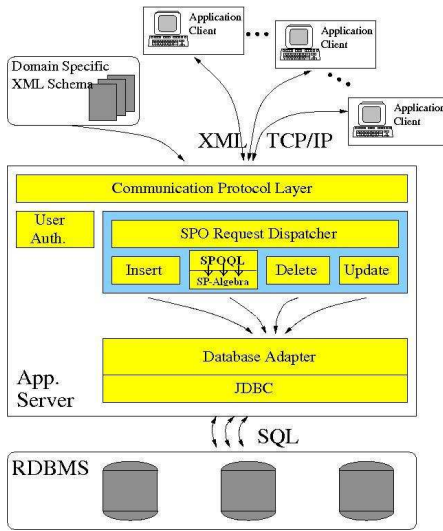 Application
Client
Application
Client
Domain Specific
XML Schema
Application
Client
XML TCP/IP
Communication Protocol Layer
User
Auth.
SPO Request Dispatcher
Insert
SPOQL
SP-Algebra
Delete
Update
Database Adapter
JDBC
App.
Server
SQL
RDBMS